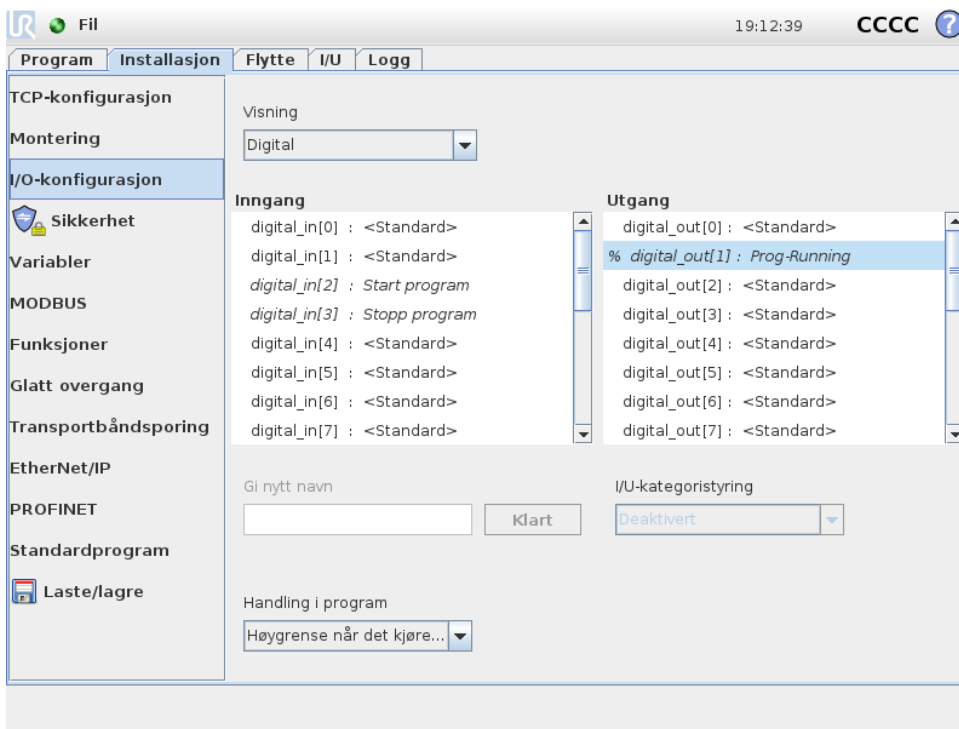 UR Fil 19:12:39 CCCC ?
Program Installasjon Flytte I/U Logg
TCP-konfigurasjon
Montering
I/O-konfigurasjon
Sikkerhet
Variabler
MODBUS
Funksjoner
Glatt overgang
Transportbåndsporing
EtherNet/IP
PROFINET
Standardprogram
Laste/lagre
Visning
Digital
Inngang
digital_in[0] : <Standard>
digital_in[1] : <Standard>
digital_in[2] : Start program
digital_in[3] : Stopp program
digital_in[4] : <Standard>
digital_in[5] : <Standard>
digital_in[6] : <Standard>
digital_in[7] : <Standard>
Utgang
digital_out[0] : <Standard>
% digital_out[1] : Prog-Running
digital_out[2] : <Standard>
digital_out[3] : <Standard>
digital_out[4] : <Standard>
digital_out[5] : <Standard>
digital_out[6] : <Standard>
digital_out[7] : <Standard>
Gi nytt navn
Klart
I/U-kategoristyring
Deaktivert
Handling i program
Høygrense når det kjøre...